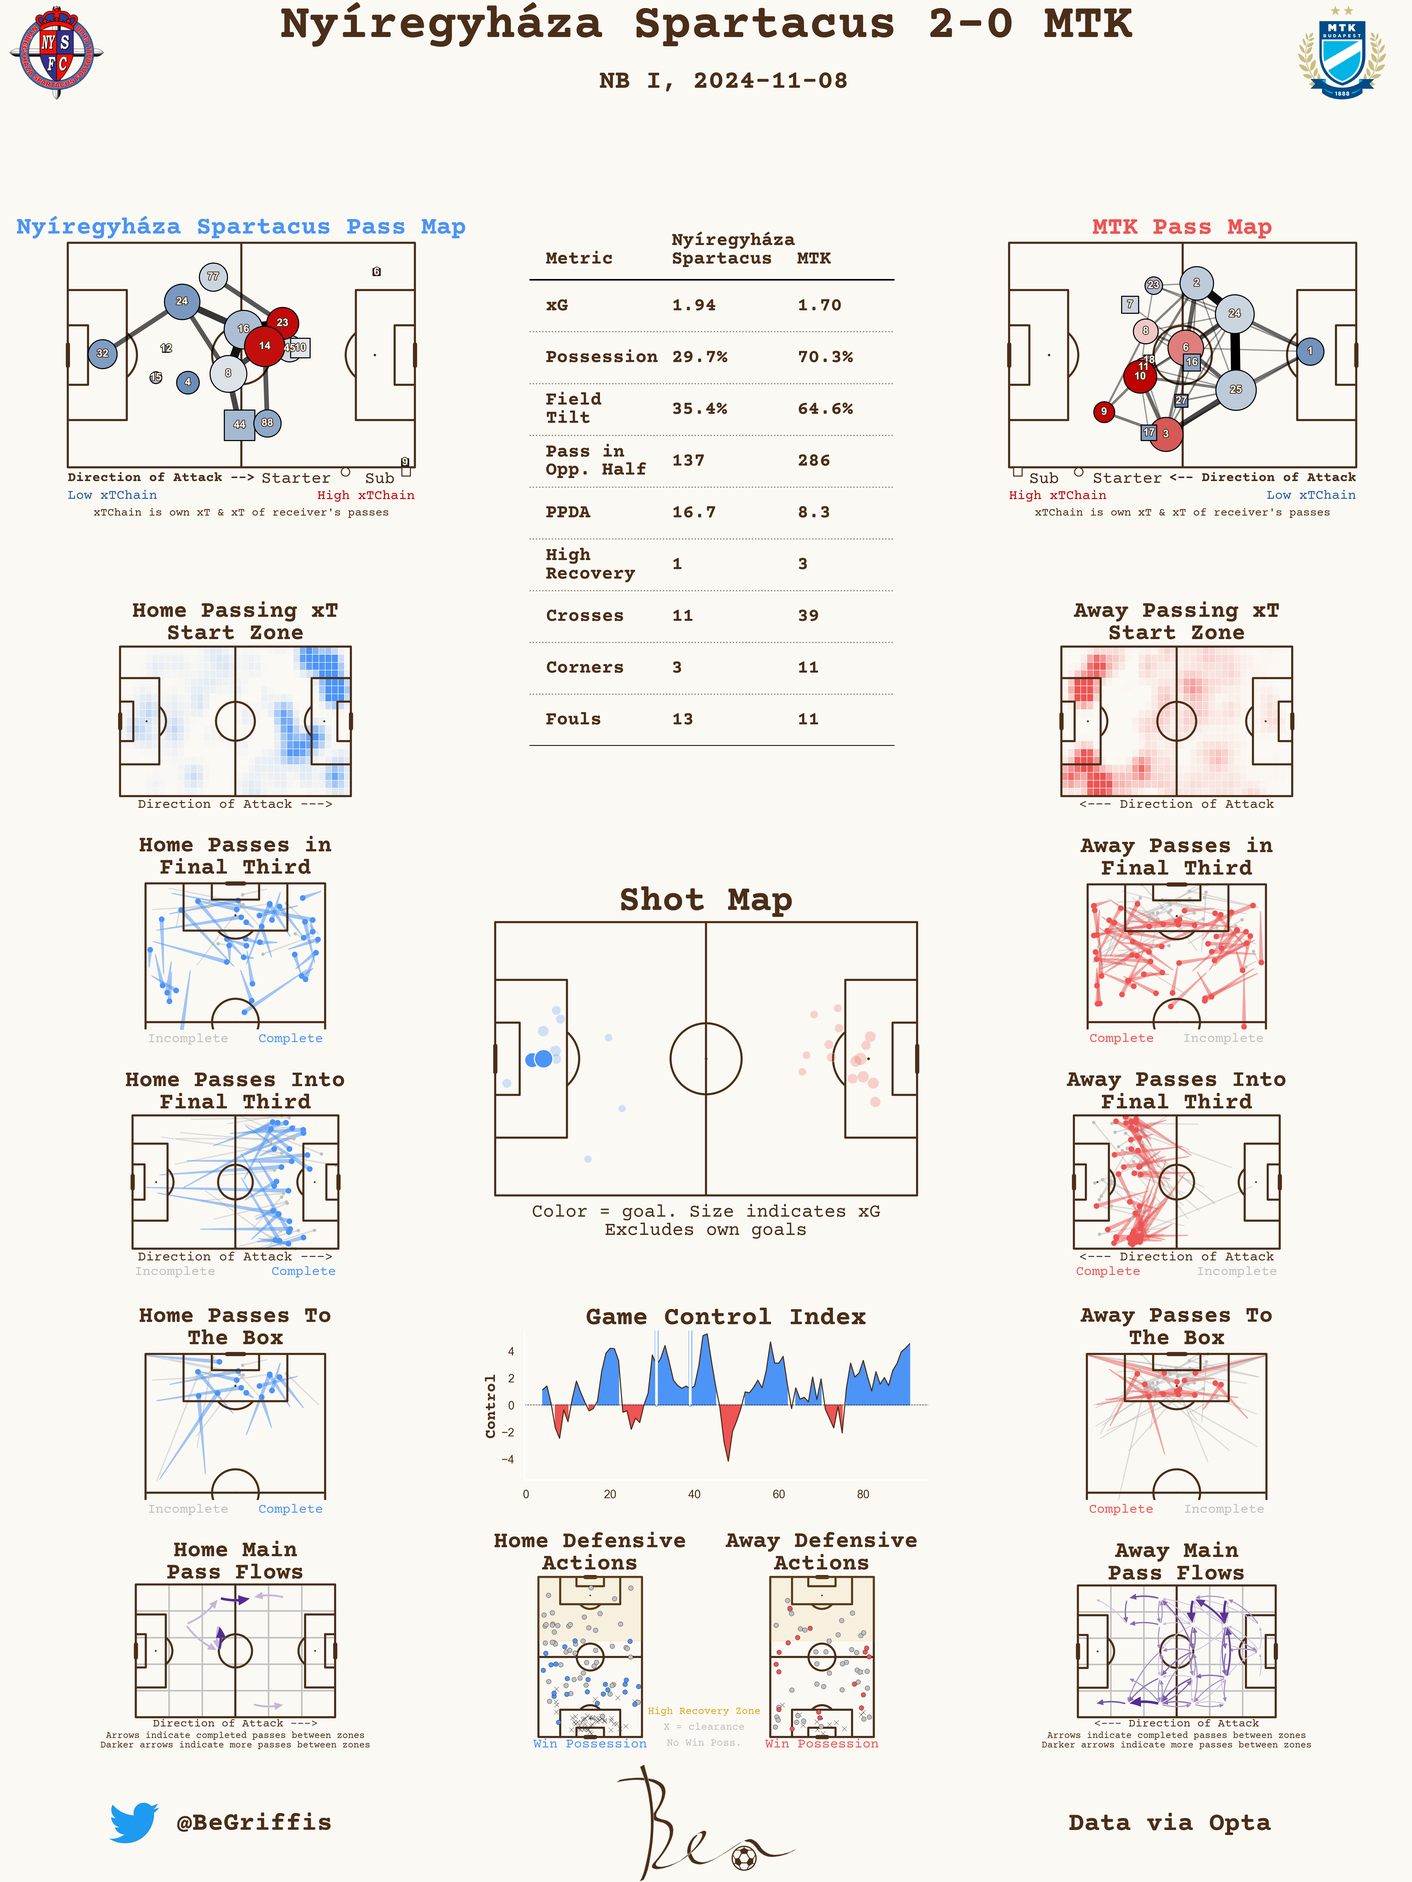 Nyíregyháza Spartacus 2-0 MTK
NB I, 2024-11-08
NY S
F C
MTK
BUDAPEST
1888
Nyíregyháza Spartacus Pass Map
6
77
24
23
16
14
45
10
12
32
8
15
4
44
88
9
Direction of Attack --> Starter Sub
Low xTChain High xTChain
xTChain is own xT & xT of receiver's passes
Metric Nyíregyháza Spartacus MTK
xG 1.94 1.70
Possession 29.7% 70.3%
Field Tilt 35.4% 64.6%
Pass in Opp. Half 137 286
PPDA 16.7 8.3
High Recovery 1 3
Crosses 11 39
Corners 3 11
Fouls 13 11
MTK Pass Map
23
2
7
24
8
6
1
18
16
11
10
25
27
9
17
3
Sub Starter <-- Direction of Attack
High xTChain Low xTChain
xTChain is own xT & xT of receiver's passes
Home Passing xT
Start Zone
Direction of Attack --->
Away Passing xT
Start Zone
<--- Direction of Attack
Home Passes in
Final Third
Incomplete Complete
Away Passes in
Final Third
Complete Incomplete
Shot Map
Color = goal. Size indicates xG
Excludes own goals
Home Passes Into
Final Third
Direction of Attack --->
Incomplete Complete
Away Passes Into
Final Third
<--- Direction of Attack
Complete Incomplete
Home Passes To
The Box
Incomplete Complete
Game Control Index
Control
4
2
0
−2
−4
0 20 40 60 80
Away Passes To
The Box
Complete Incomplete
Home Main
Pass Flows
Direction of Attack --->
Arrows indicate completed passes between zones
Darker arrows indicate more passes between zones
Home Defensive
Actions
Win Possession
High Recovery Zone
X = clearance
No Win Poss.
Away Defensive
Actions
Win Possession
Away Main
Pass Flows
<--- Direction of Attack
Arrows indicate completed passes between zones
Darker arrows indicate more passes between zones
@BeGriffis
Ben
Data via Opta